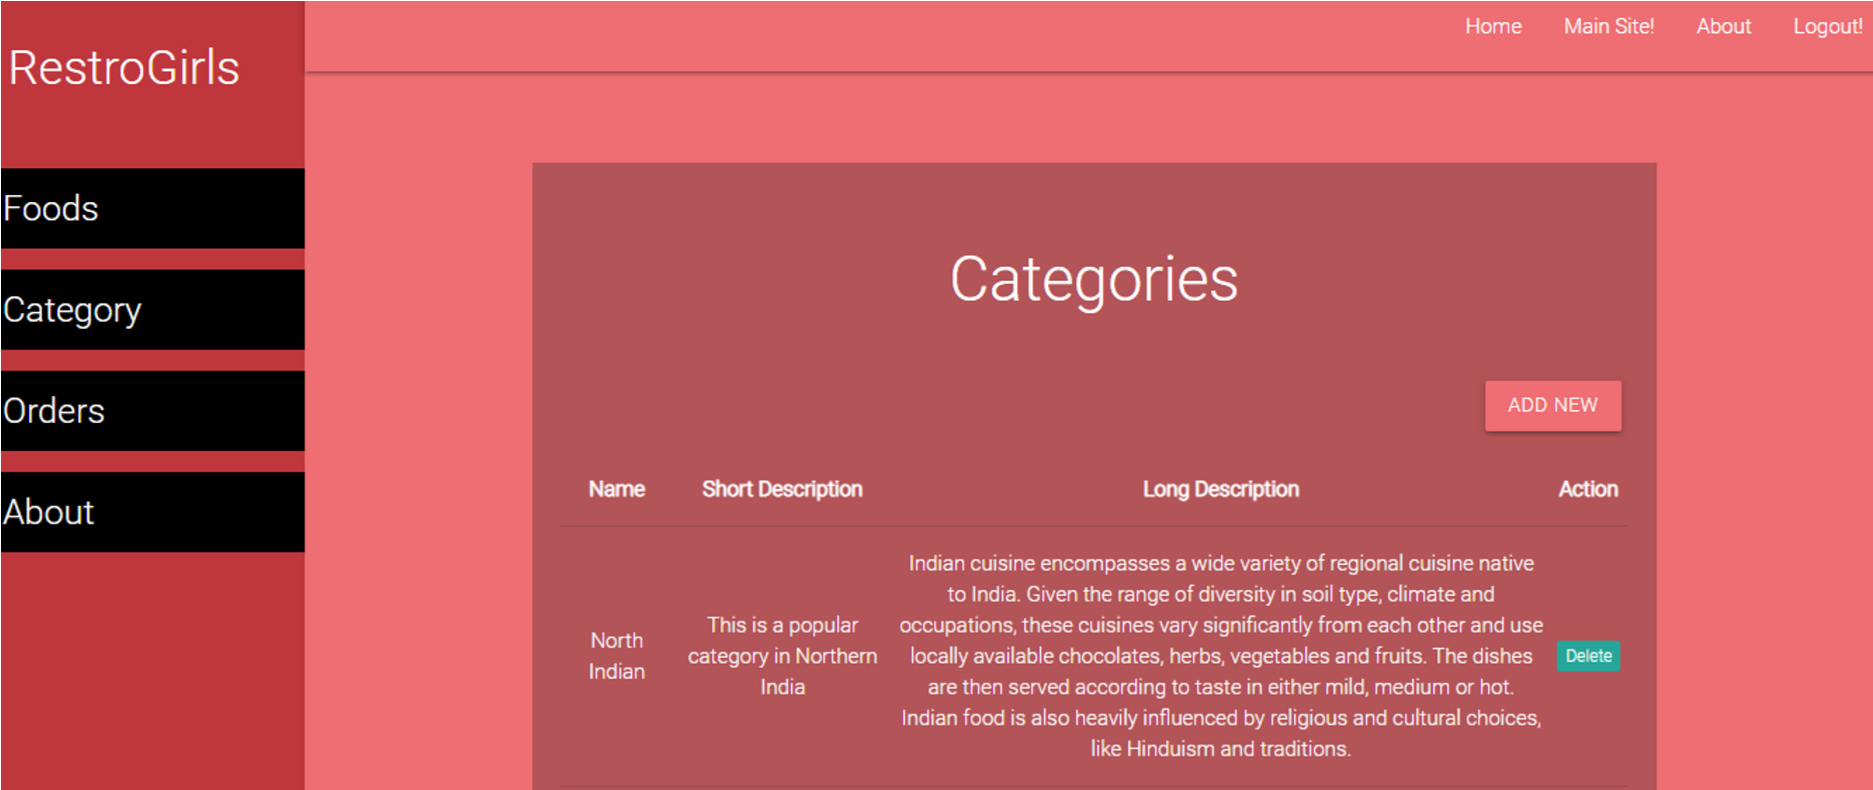 RestroGirls
Home Main Site! About Logout!
Foods
Category
Orders
About
Categories
ADD NEW
Name Short Description Long Description Action
North
Indian
This is a popular
category in Northern
India
Indian cuisine encompasses a wide variety of regional cuisine native
to India. Given the range of diversity in soil type, climate and
occupations, these cuisines vary significantly from each other and use
locally available chocolates, herbs, vegetables and fruits. The dishes
are then served according to taste in either mild, medium or hot.
Indian food is also heavily influenced by religious and cultural choices,
like Hinduism and traditions.
Delete